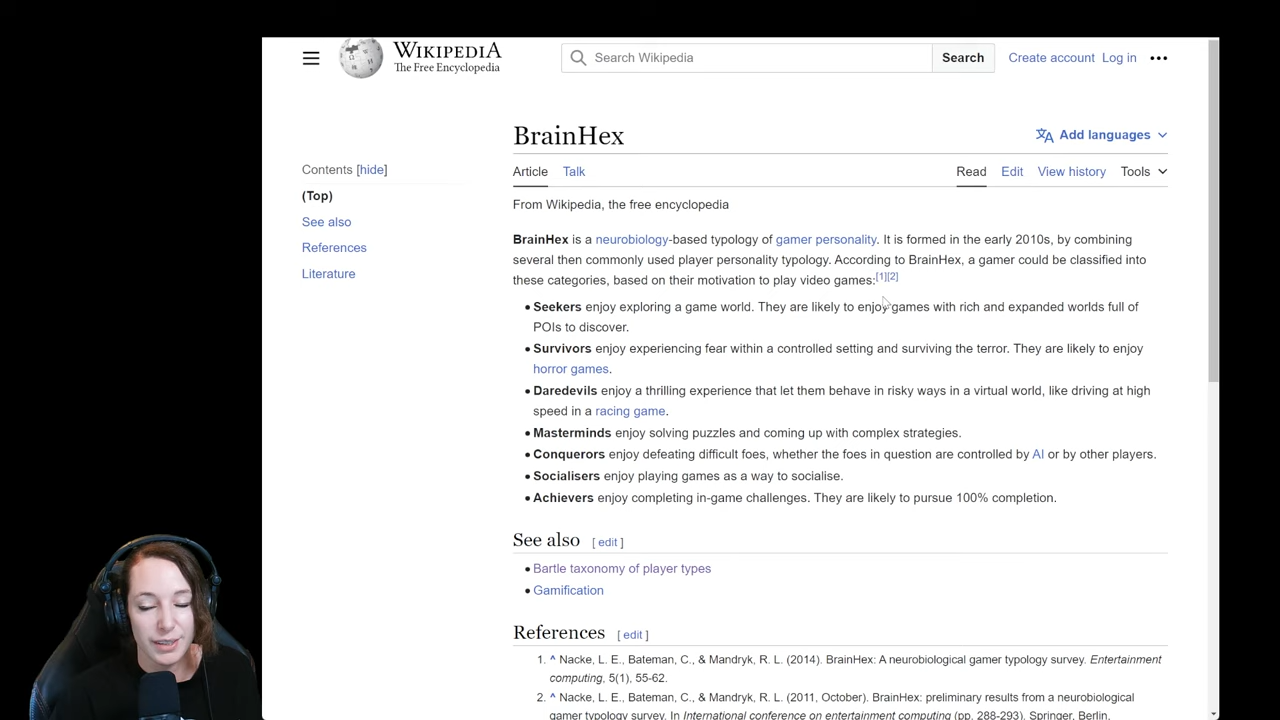 WIKIPEDIA
The Free Encyclopedia
Search Wikipedia
Search
Create account Log in
BrainHex
Add languages
Contents [hide]
(Top)
See also
References
Literature
Article Talk
Read Edit View history Tools
From Wikipedia, the free encyclopedia
BrainHex is a neurobiology-based typology of gamer personality. It is formed in the early 2010s, by combining
several then commonly used player personality typology. According to BrainHex, a gamer could be classified into
these categories, based on their motivation to play video games:[1][2]
• Seekers enjoy exploring a game world. They are likely to enjoy games with rich and expanded worlds full of
POIs to discover.
• Survivors enjoy experiencing fear within a controlled setting and surviving the terror. They are likely to enjoy
horror games.
• Daredevils enjoy a thrilling experience that let them behave in risky ways in a virtual world, like driving at high
speed in a racing game.
• Masterminds enjoy solving puzzles and coming up with complex strategies.
• Conquerors enjoy defeating difficult foes, whether the foes in question are controlled by AI or by other players.
• Socialisers enjoy playing games as a way to socialise.
• Achievers enjoy completing in-game challenges. They are likely to pursue 100% completion.
See also [ edit ]
• Bartle taxonomy of player types
• Gamification
References [ edit ]
1. ^ Nacke, L. E., Bateman, C., & Mandryk, R. L. (2014). BrainHex: A neurobiological gamer typology survey. Entertainment
computing, 5(1), 55-62.
2. ^ Nacke, L. E., Bateman, C., & Mandryk, R. L. (2011, October). BrainHex: preliminary results from a neurobiological
gamer typology survey. In International conference on entertainment computing (pp. 288-293). Springer, Berlin,